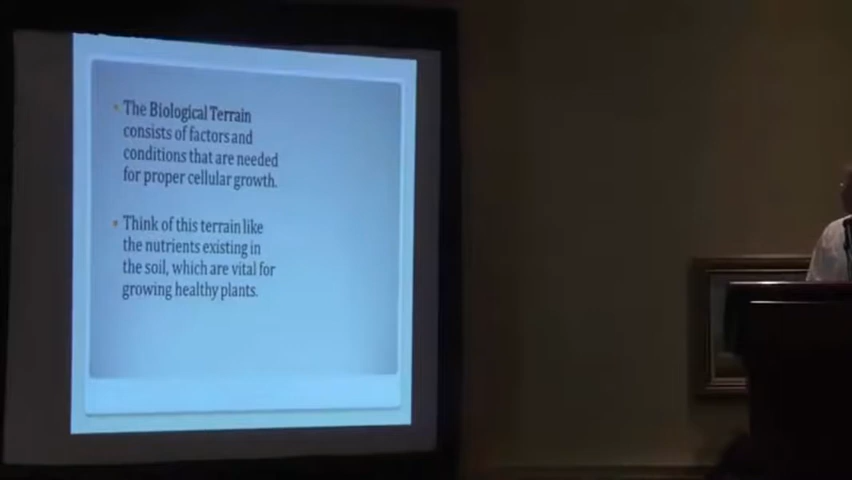 • The Biological Terrain
consists of factors and
conditions that are needed
for proper cellular growth.
• Think of this terrain like
the nutrients existing in
the soil, which are vital for
growing healthy plants.